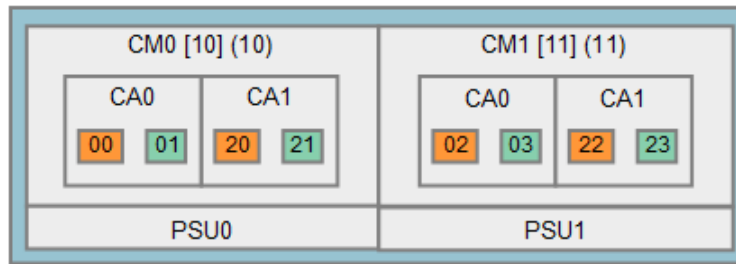 CM0 [10] (10) CM1 [11] (11)
CA0 CA1 CA0 CA1
00 01 20 21 02 03 22 23
PSU0 PSU1